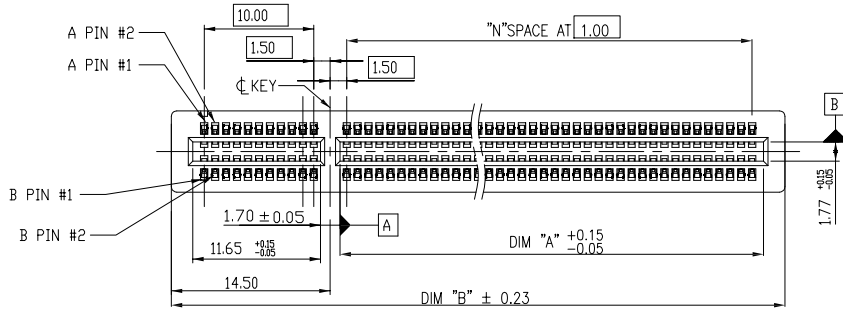 10.00
A PIN #2
"N"SPACE AT 1.00
1.50
A PIN #1
1.50
℄ KEY
B
B PIN #1
1.70 ± 0.05
A
B PIN #2
1.77 +0.15 -0.05
11.65 +0.15 -0.05
DIM "A" +0.15 -0.05
14.50
DIM "B" ± 0.23